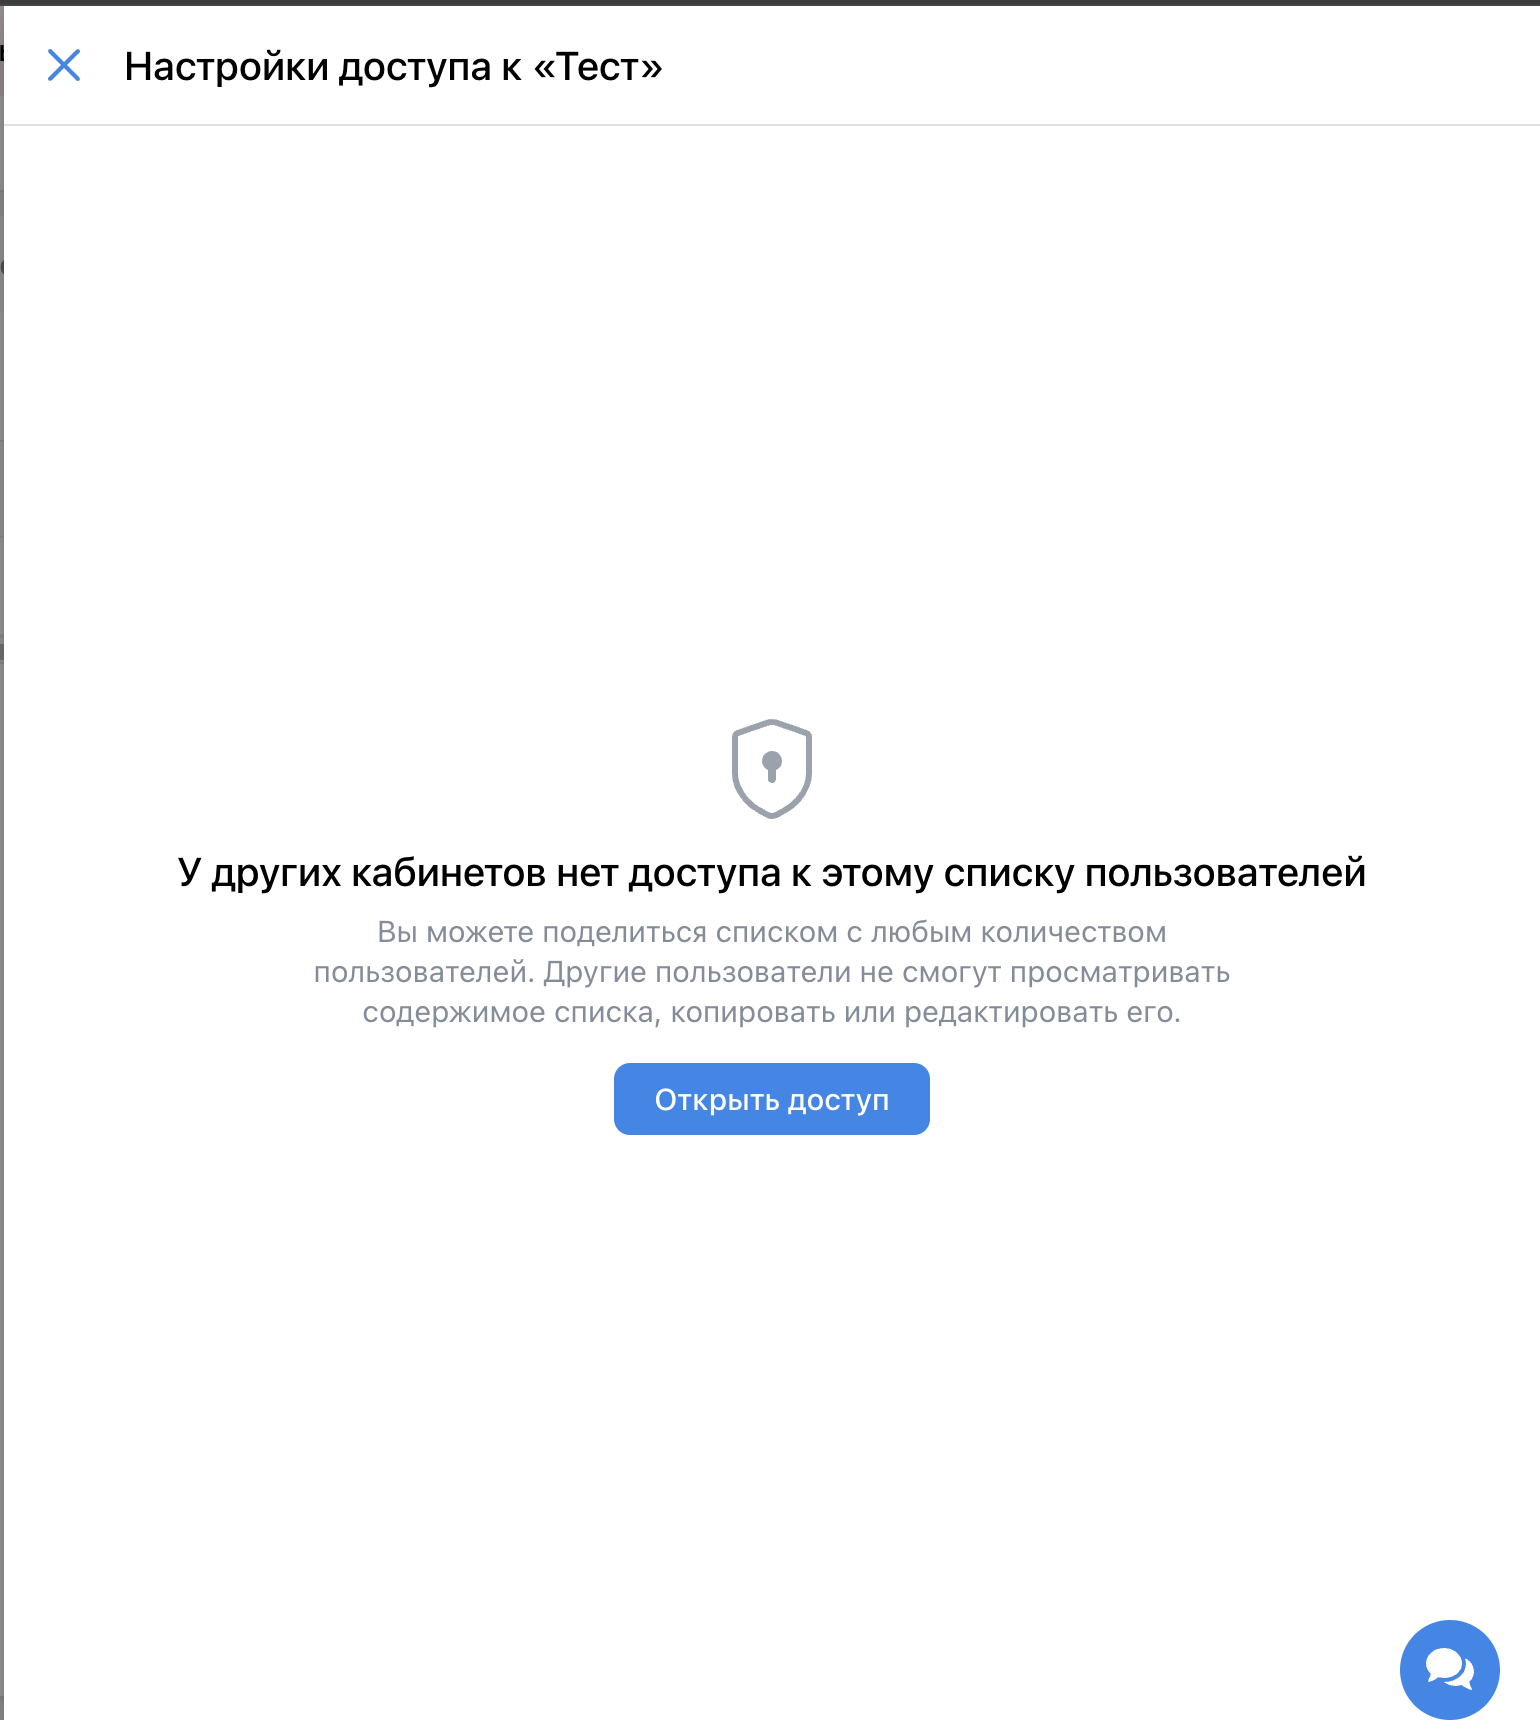 Настройки доступа к «Тест»
У других кабинетов нет доступа к этому списку пользователей
Вы можете поделиться списком с любым количеством
пользователей. Другие пользователи не смогут просматривать
содержимое списка, копировать или редактировать его.
Открыть доступ